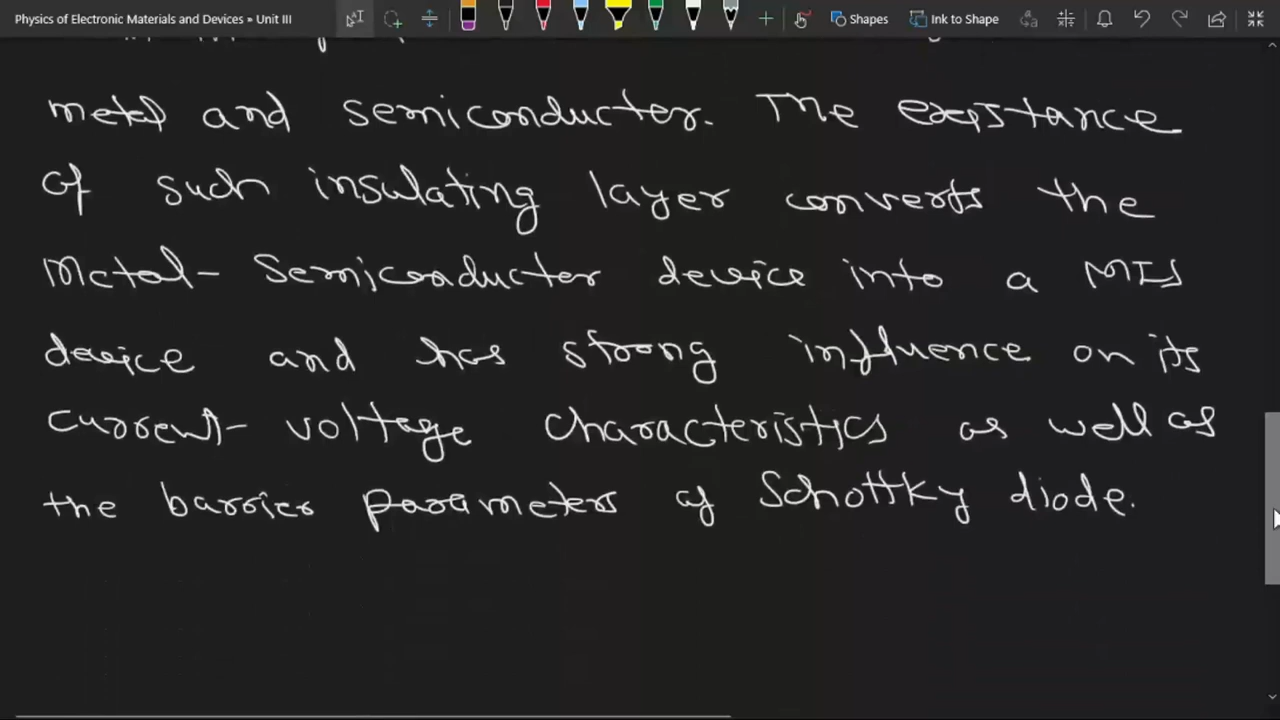 Physics of Electronic Materials and Devices » Unit III
Shapes
Ink to Shape
metal and semiconductor. The existance
of such insulating layer converts the
Metal- Semiconductor device into a MIS
device and has strong influence on its
current- voltage characteristics as well as
the barrier parameters of Schottky diode.